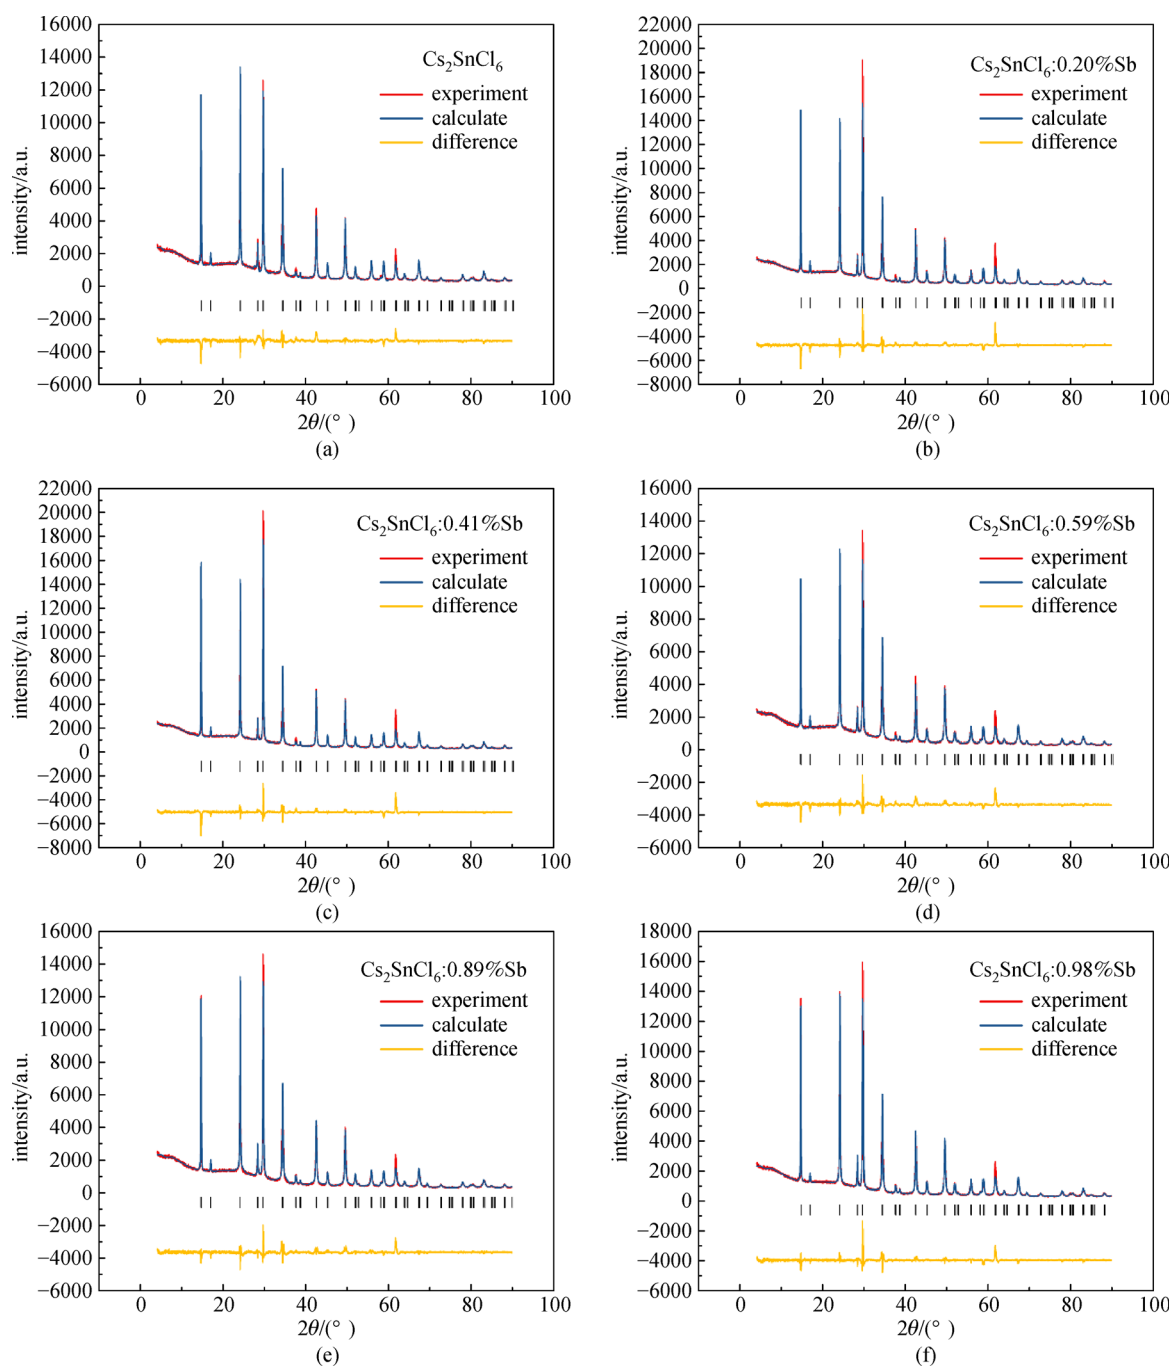 16000
14000
12000
10000
8000
6000
4000
2000
0
−2000
−4000
−6000
intensity/a.u.
Cs₂SnCl₆
experiment
calculate
difference
0 20 40 60 80 100
2θ/(°)
(a)
22000
20000
18000
16000
14000
12000
10000
8000
6000
4000
2000
0
−2000
−4000
−6000
−8000
intensity/a.u.
Cs₂SnCl₆:0.20%Sb
experiment
calculate
difference
0 20 40 60 80 100
2θ/(°)
(b)
22000
20000
18000
16000
14000
12000
10000
8000
6000
4000
2000
0
−2000
−4000
−6000
−8000
intensity/a.u.
Cs₂SnCl₆:0.41%Sb
experiment
calculate
difference
0 20 40 60 80 100
2θ/(°)
(c)
16000
14000
12000
10000
8000
6000
4000
2000
0
−2000
−4000
−6000
intensity/a.u.
Cs₂SnCl₆:0.59%Sb
experiment
calculate
difference
0 20 40 60 80 100
2θ/(°)
(d)
16000
14000
12000
10000
8000
6000
4000
2000
0
−2000
−4000
−6000
intensity/a.u.
Cs₂SnCl₆:0.89%Sb
experiment
calculate
difference
0 20 40 60 80 100
2θ/(°)
(e)
18000
16000
14000
12000
10000
8000
6000
4000
2000
0
−2000
−4000
−6000
intensity/a.u.
Cs₂SnCl₆:0.98%Sb
experiment
calculate
difference
0 20 40 60 80 100
2θ/(°)
(f)